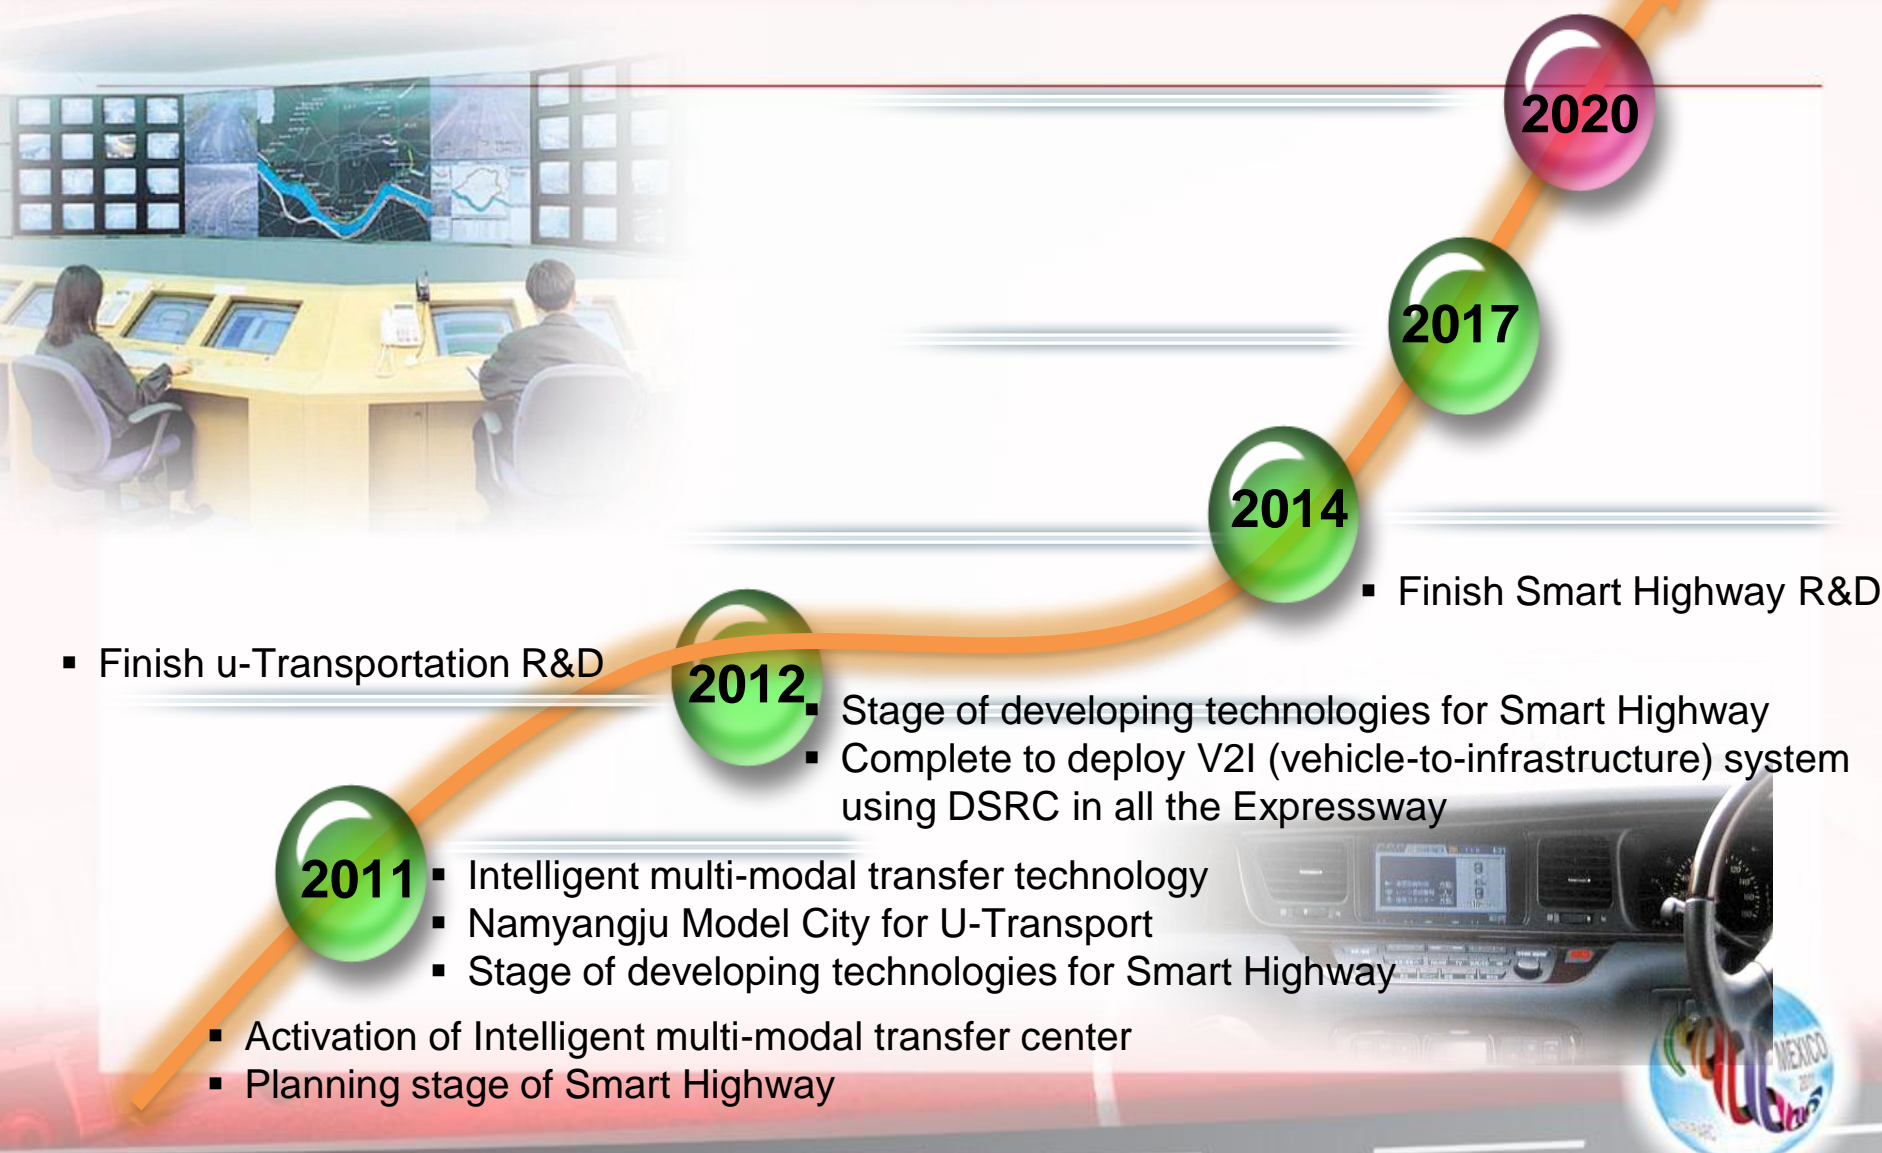 2020
2017
2014
▪ Finish Smart Highway R&D
▪ Finish u-Transportation R&D
2012
▪ Stage of developing technologies for Smart Highway
▪ Complete to deploy V2I (vehicle-to-infrastructure) system
using DSRC in all the Expressway
2011
▪ Intelligent multi-modal transfer technology
▪ Namyangju Model City for U-Transport
▪ Stage of developing technologies for Smart Highway
▪ Activation of Intelligent multi-modal transfer center
▪ Planning stage of Smart Highway
MÉXICO